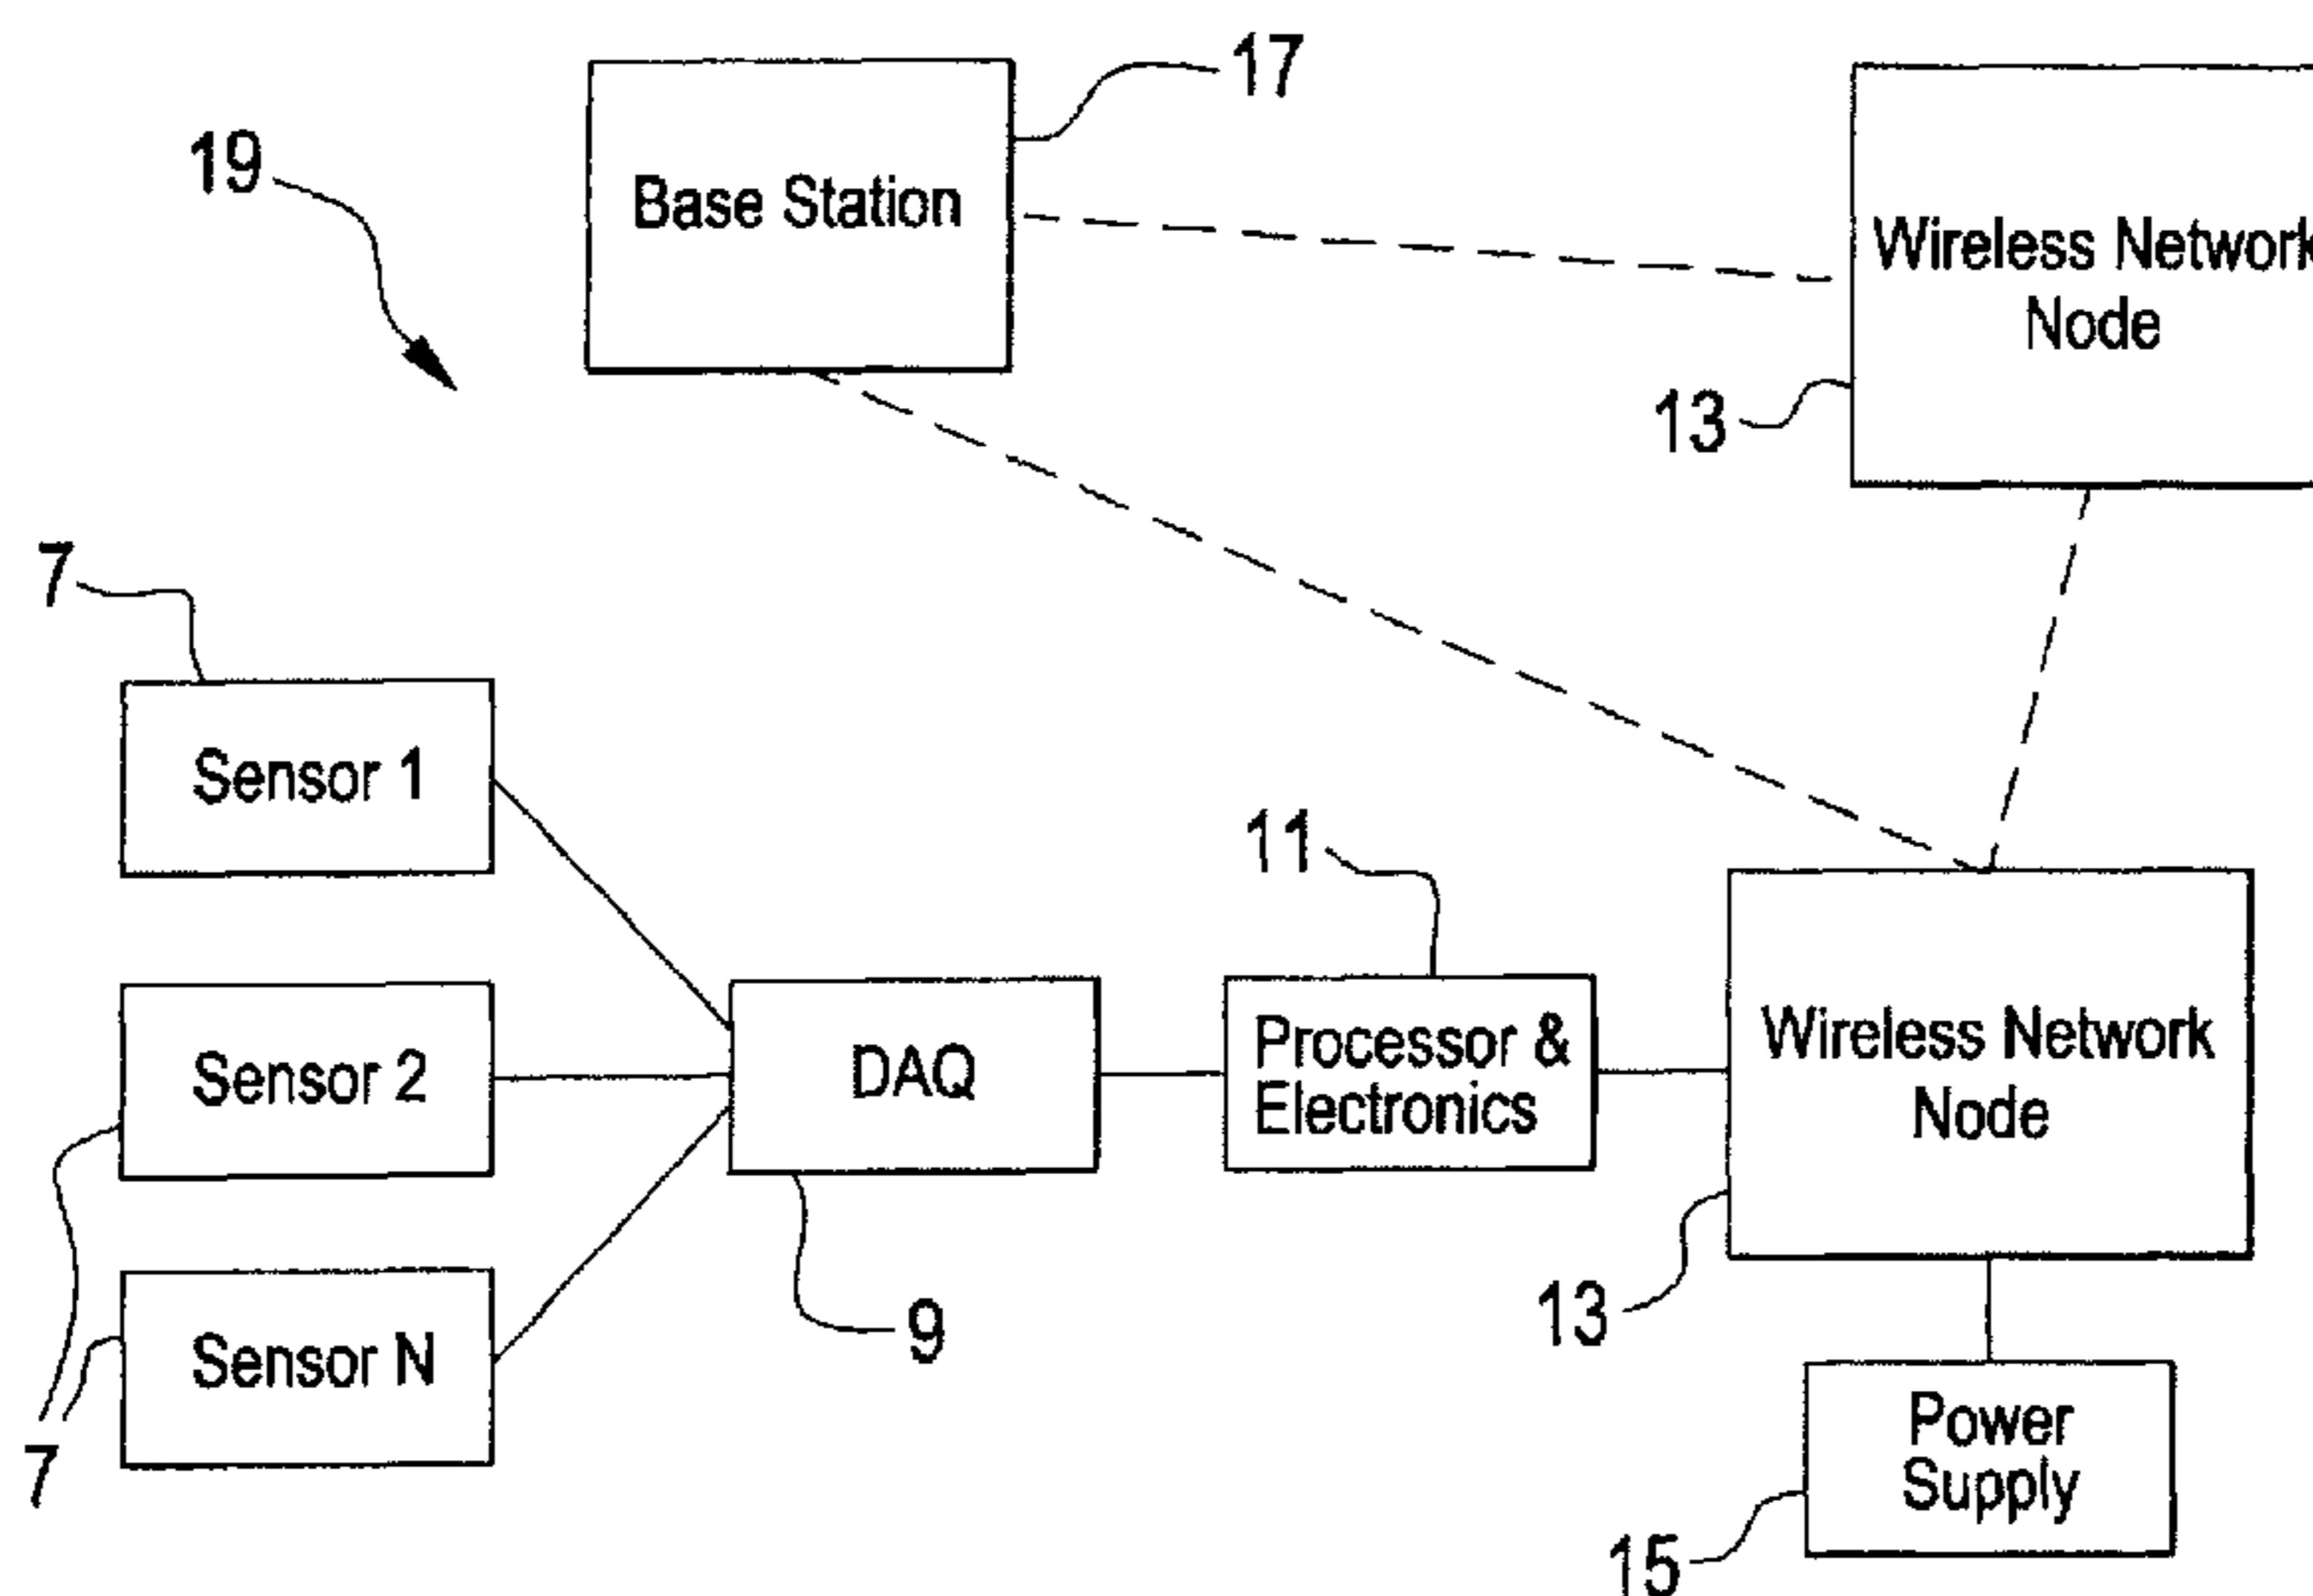 17
19
Base Station
Wireless Network
Node
13
7
Sensor 1
11
Sensor 2
DAQ
Processor &
Electronics
Wireless Network
Node
Sensor N
9
13
7
Power
Supply
15